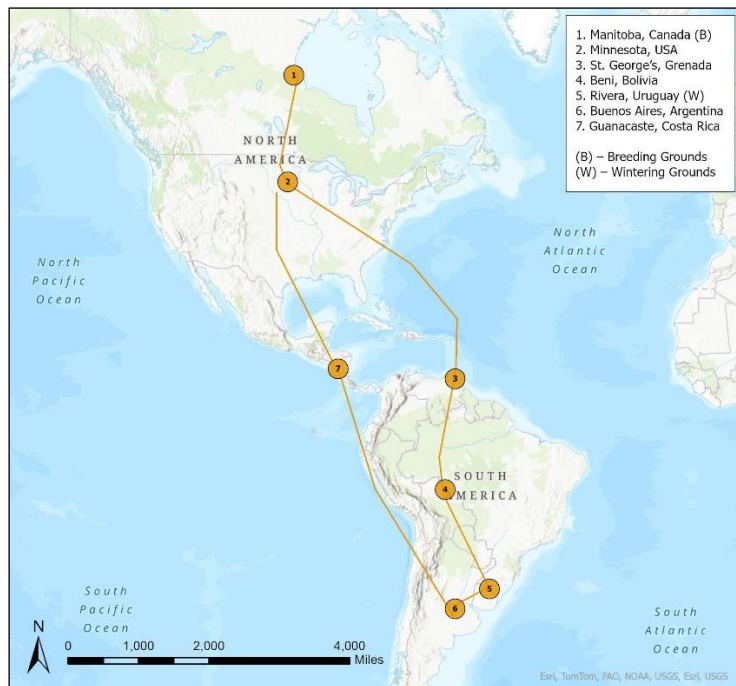 1. Manitoba, Canada (B)
2. Minnesota, USA
3. St. George's, Grenada
4. Beni, Bolivia
5. Rivera, Uruguay (W)
6. Buenos Aires, Argentina
7. Guanacaste, Costa Rica
(B) – Breeding Grounds
(W) – Wintering Grounds
1
NORTH
AMERICA
2
North
Pacific
Ocean
North
Atlantic
Ocean
7
3
4
SOUTH
AMERICA
5
6
South
Pacific
Ocean
South
Atlantic
Ocean
N
0 1,000 2,000 4,000
Miles
Esri, TomTom, FAO, NOAA, USGS, Esri, USGS